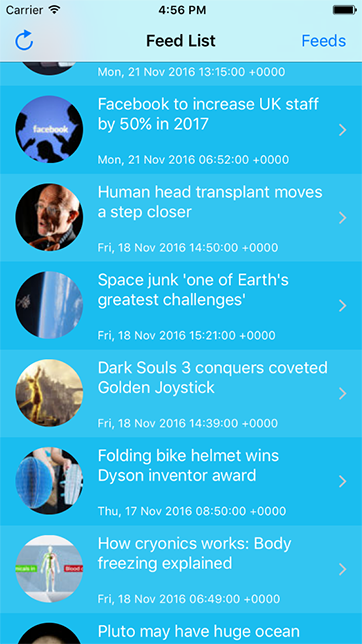 Carrier 4:56 PM
Feed List Feeds
Mon, 21 Nov 2016 13:15:00 +0000
Facebook to increase UK staff
by 50% in 2017
facebook
Mon, 21 Nov 2016 06:52:00 +0000
Human head transplant moves
a step closer
Fri, 18 Nov 2016 14:50:00 +0000
Space junk 'one of Earth's
greatest challenges'
Fri, 18 Nov 2016 15:21:00 +0000
Dark Souls 3 conquers coveted
Golden Joystick
Fri, 18 Nov 2016 14:39:00 +0000
Folding bike helmet wins
Dyson inventor award
Thu, 17 Nov 2016 08:50:00 +0000
How cryonics works: Body
freezing explained
Fri, 18 Nov 2016 06:49:00 +0000
Pluto may have huge ocean